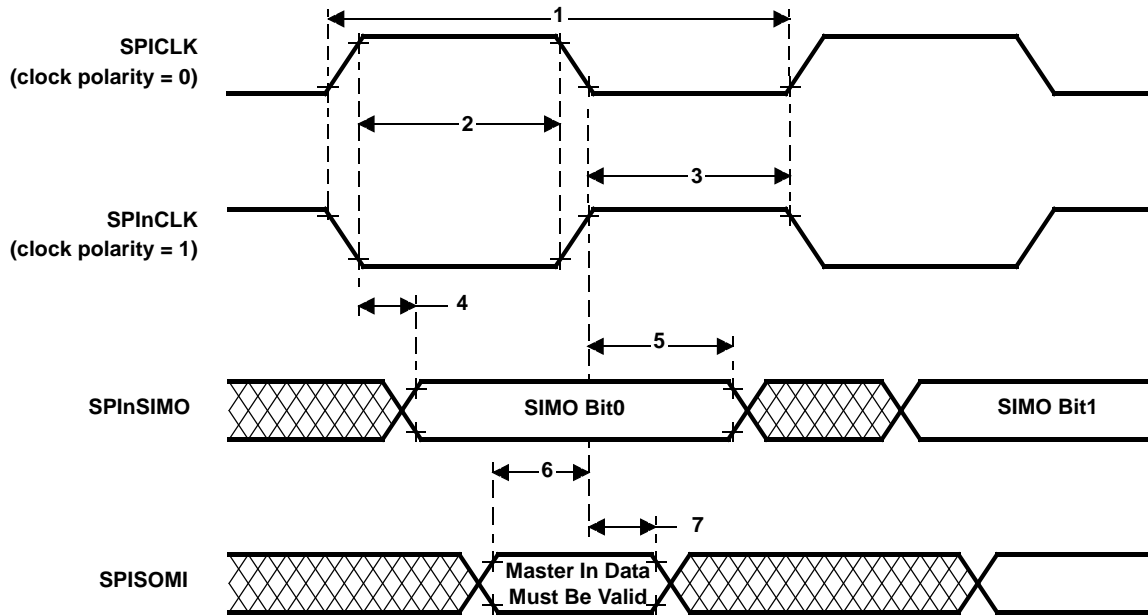 1
SPICLK
(clock polarity = 0)
2
3
SPInCLK
(clock polarity = 1)
4
5
SPInSIMO
SIMO Bit0
SIMO Bit1
6
7
SPISOMI
Master In Data
Must Be Valid